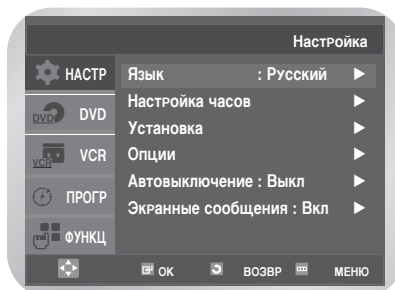 Настройка
НАСТР
Язык : Русский ►
DVD DVD
Настройка часов ►
Установка ►
VCR VCR
Опции ►
Автовыключение : Выкл ►
ПРОГР
Экранные сообщения : Вкл ►
ФУНКЦ
ОК ВОЗВР МЕНЮ